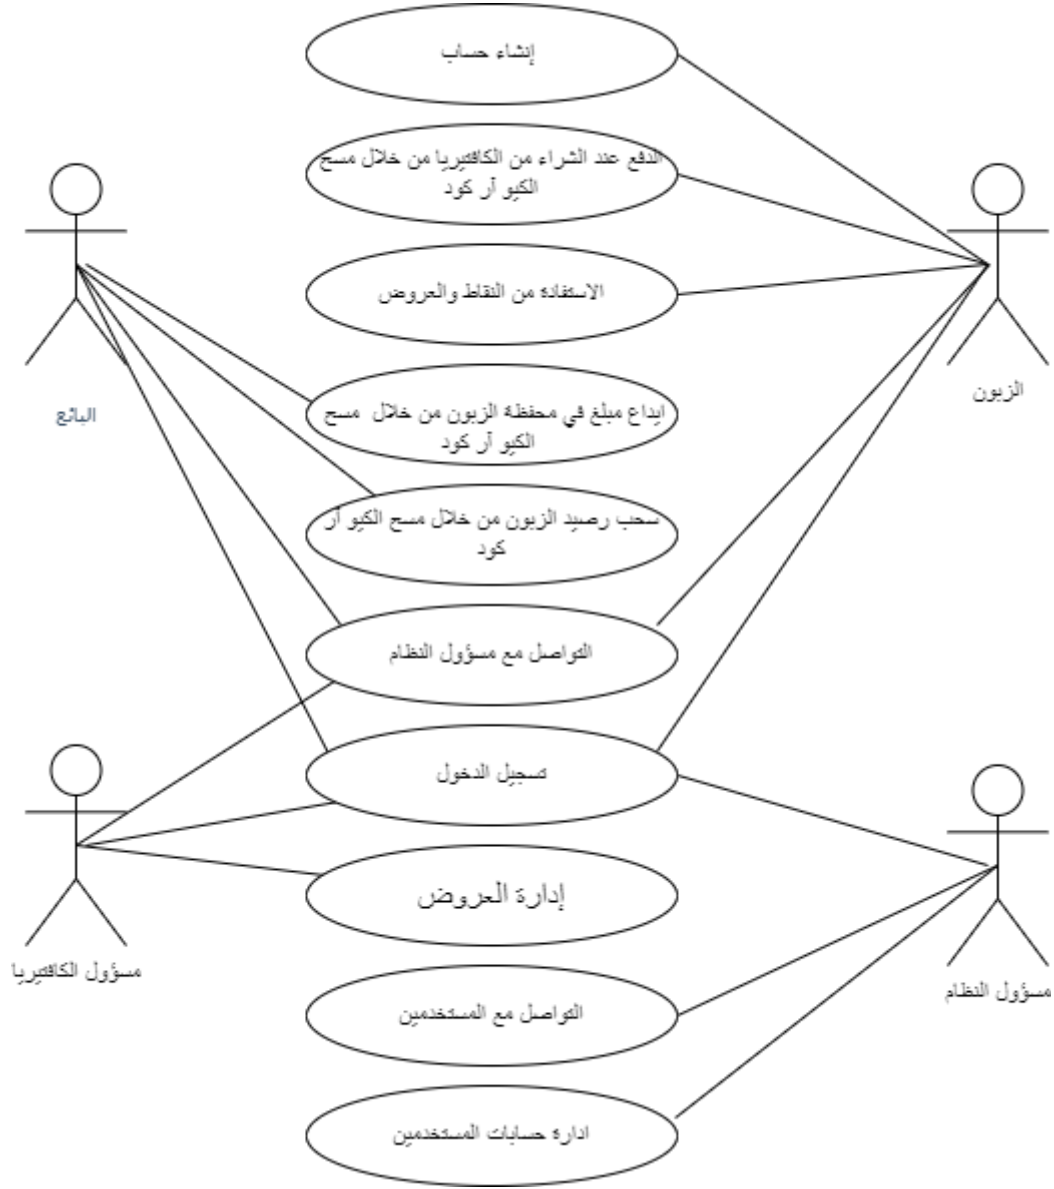 إنشاء حساب
الدفع عند الشراء من الكافتيريا من خلال مسح
الكيو آر كود
الاستفادة من النقاط والعروض
الزبون
البائع
ايداع مبلغ في محفظة الزبون من خلال مسح
الكيو آر كود
سحب رصيد الزبون من خلال مسح الكيو آر
كود
التواصل مع مسؤول النظام
تسجيل الدخول
إدارة العروض
مسؤول الكافتيريا
مسؤول النظام
التواصل مع المستخدمين
ادارة حسابات المستخدمين